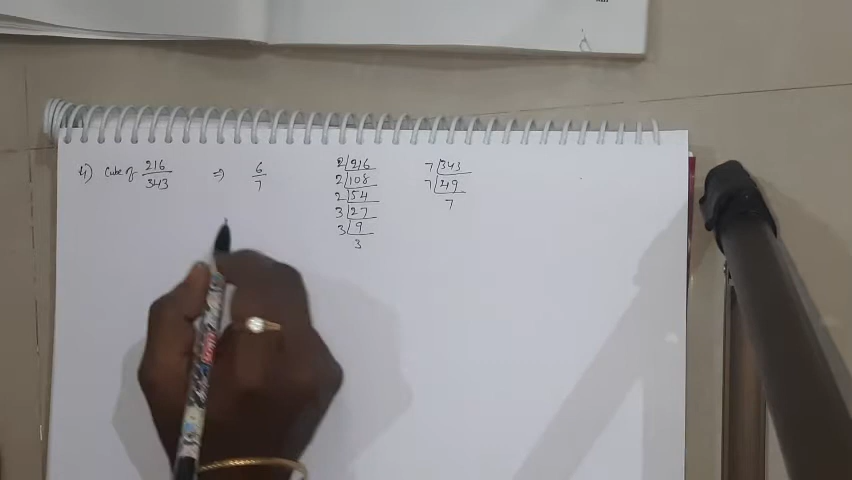 4) Cube of 216/343 ⇒ 6/7
2 | 216
2 | 108
2 | 54
3 | 27
3 | 9
3
7 | 343
7 | 49
7